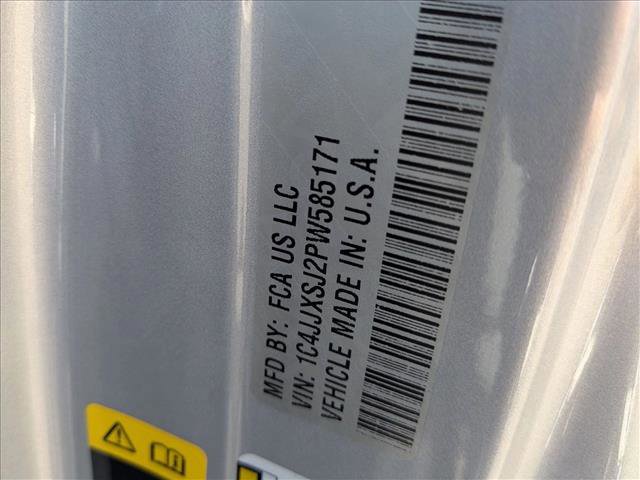 MFD BY: FCA US LLC
VIN: 1C4JJXSJ2PW585171
VEHICLE MADE IN: U.S.A.